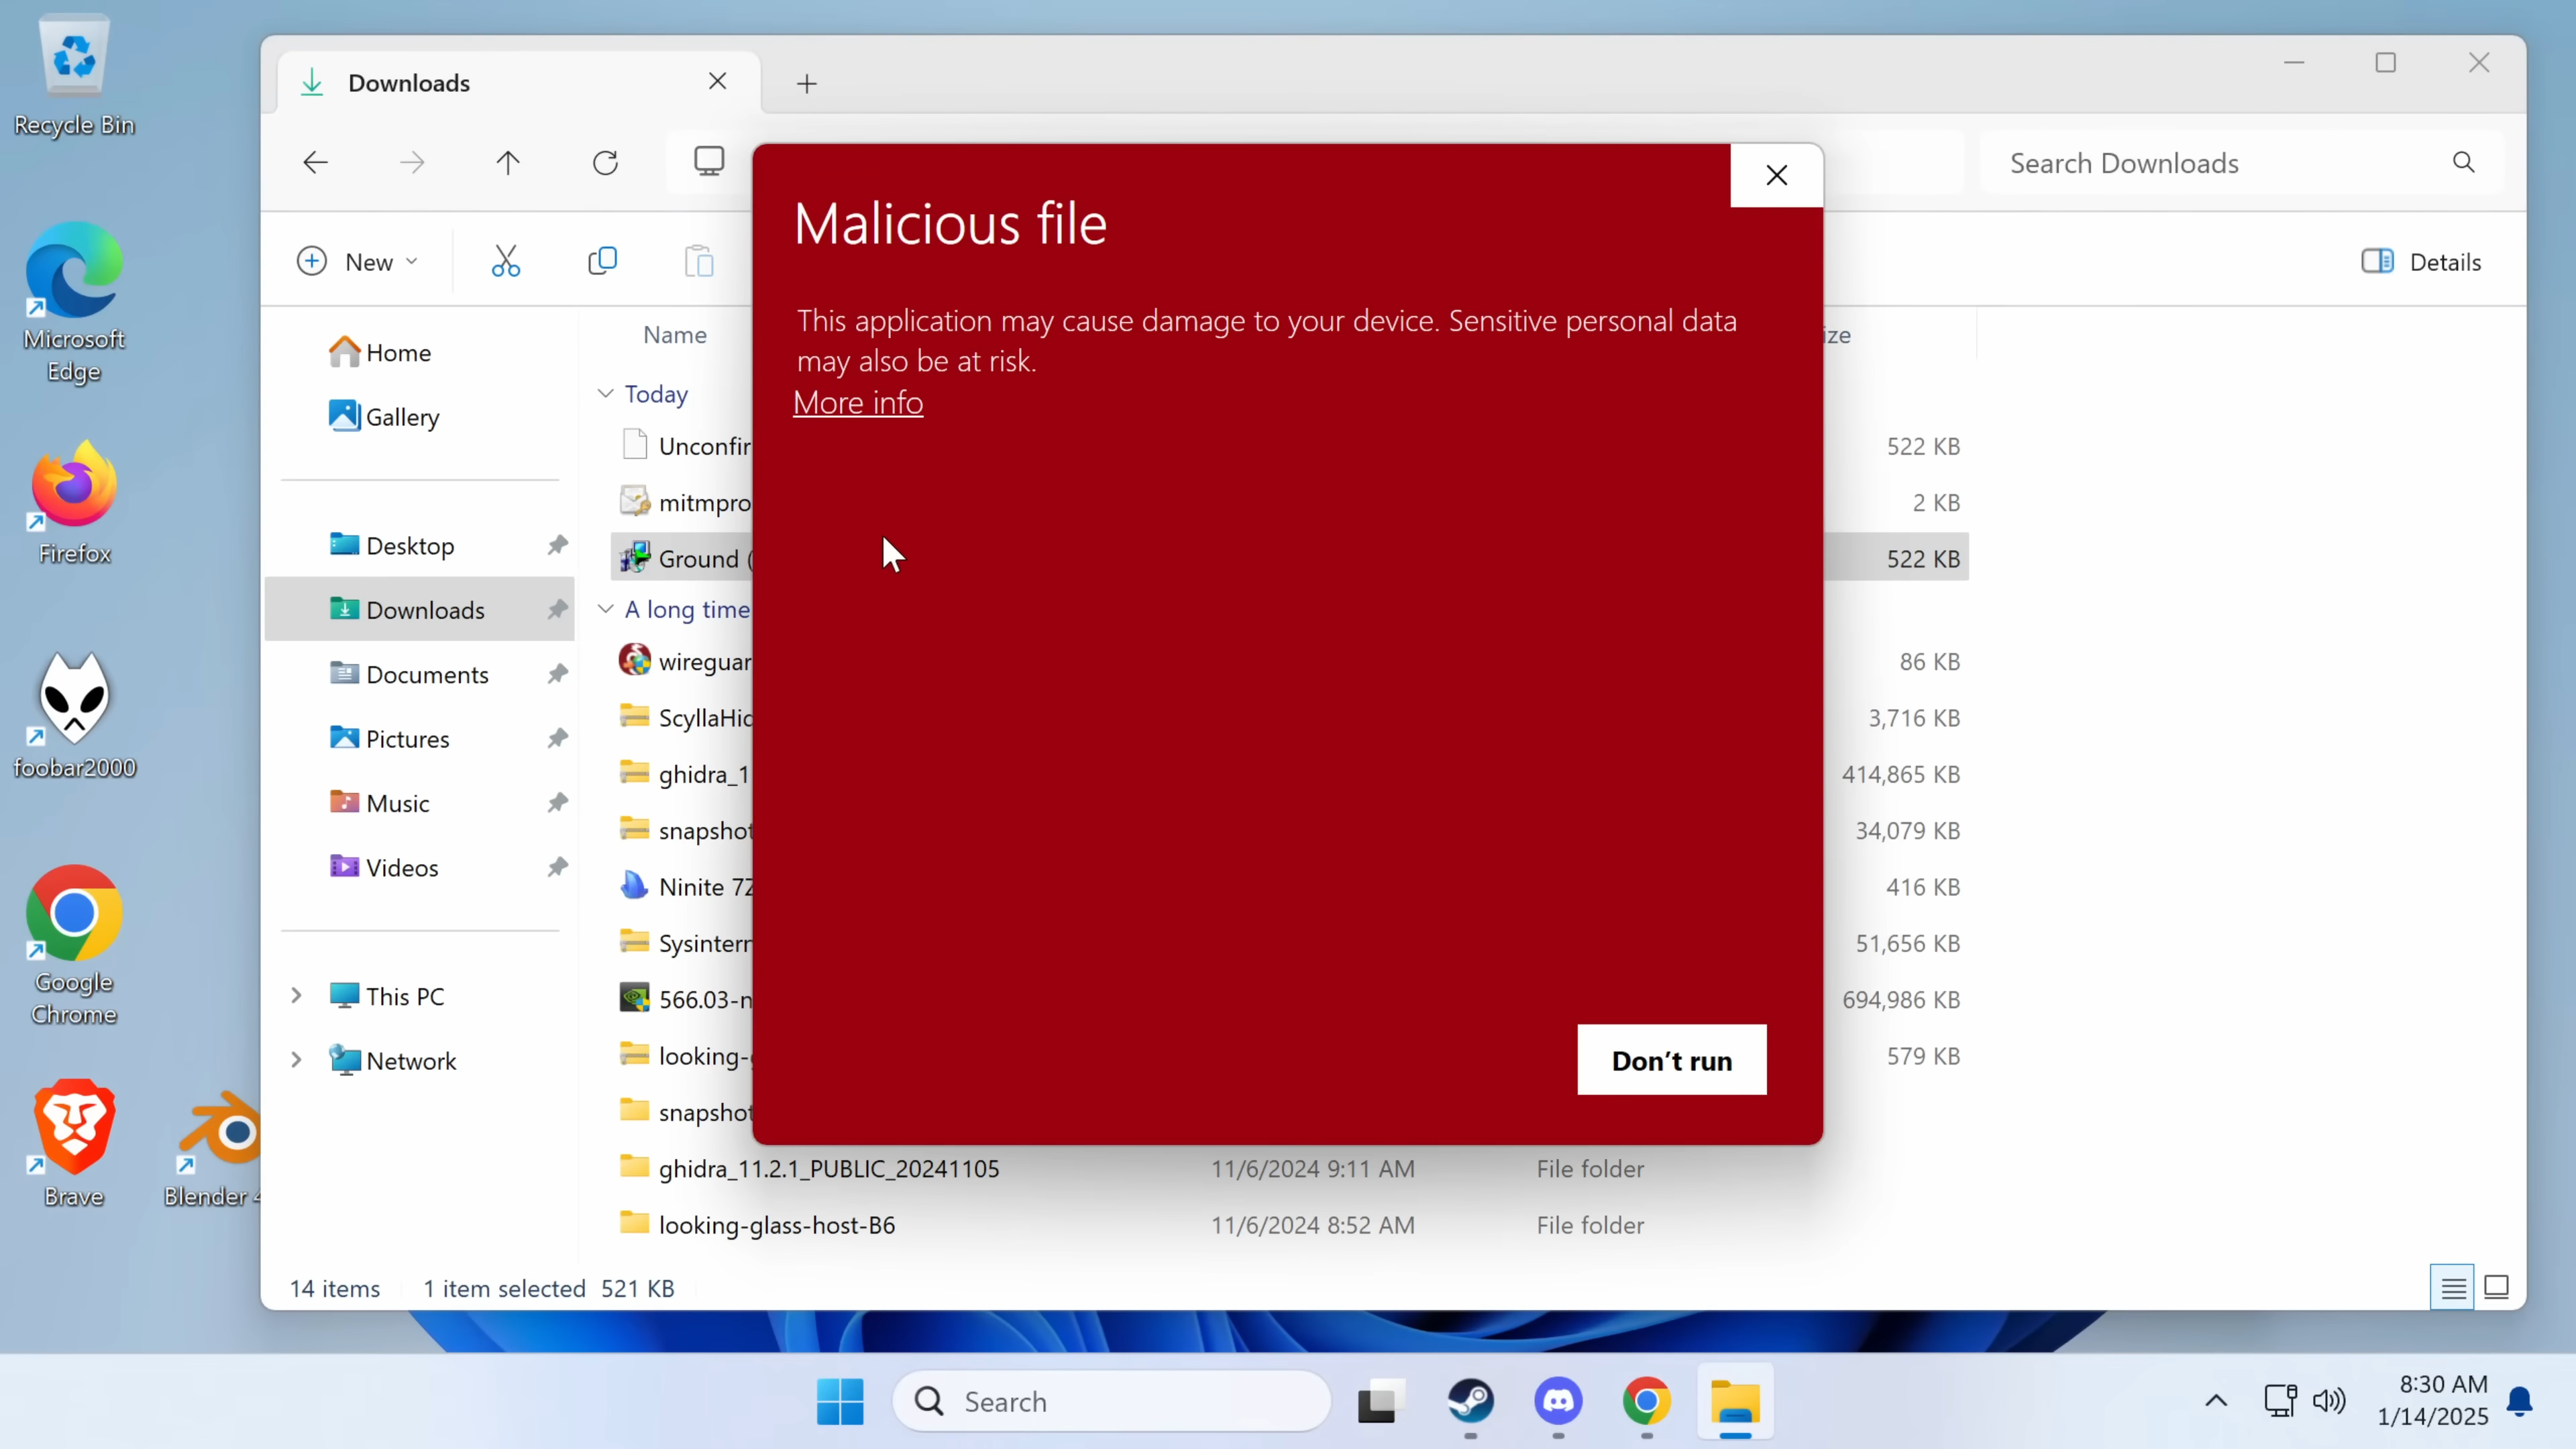 Recycle Bin
Microsoft
Edge
Firefox
foobar2000
Google
Chrome
Brave
Blender 4
Downloads
Search Downloads
New
Details
Home
Gallery
Desktop
Downloads
Documents
Pictures
Music
Videos
This PC
Network
Name
ize
Today
Unconfir
522 KB
mitmpro
2 KB
Ground (
522 KB
A long time
wireguar
86 KB
ScyllaHid
3,716 KB
ghidra_1
414,865 KB
snapshot
34,079 KB
Ninite 7Z
416 KB
Sysintern
51,656 KB
566.03-n
694,986 KB
looking-g
579 KB
snapshot
ghidra_11.2.1_PUBLIC_20241105 11/6/2024 9:11 AM File folder
looking-glass-host-B6 11/6/2024 8:52 AM File folder
Malicious file
This application may cause damage to your device. Sensitive personal data
may also be at risk.
More info
Don’t run
14 items 1 item selected 521 KB
Search
8:30 AM
1/14/2025